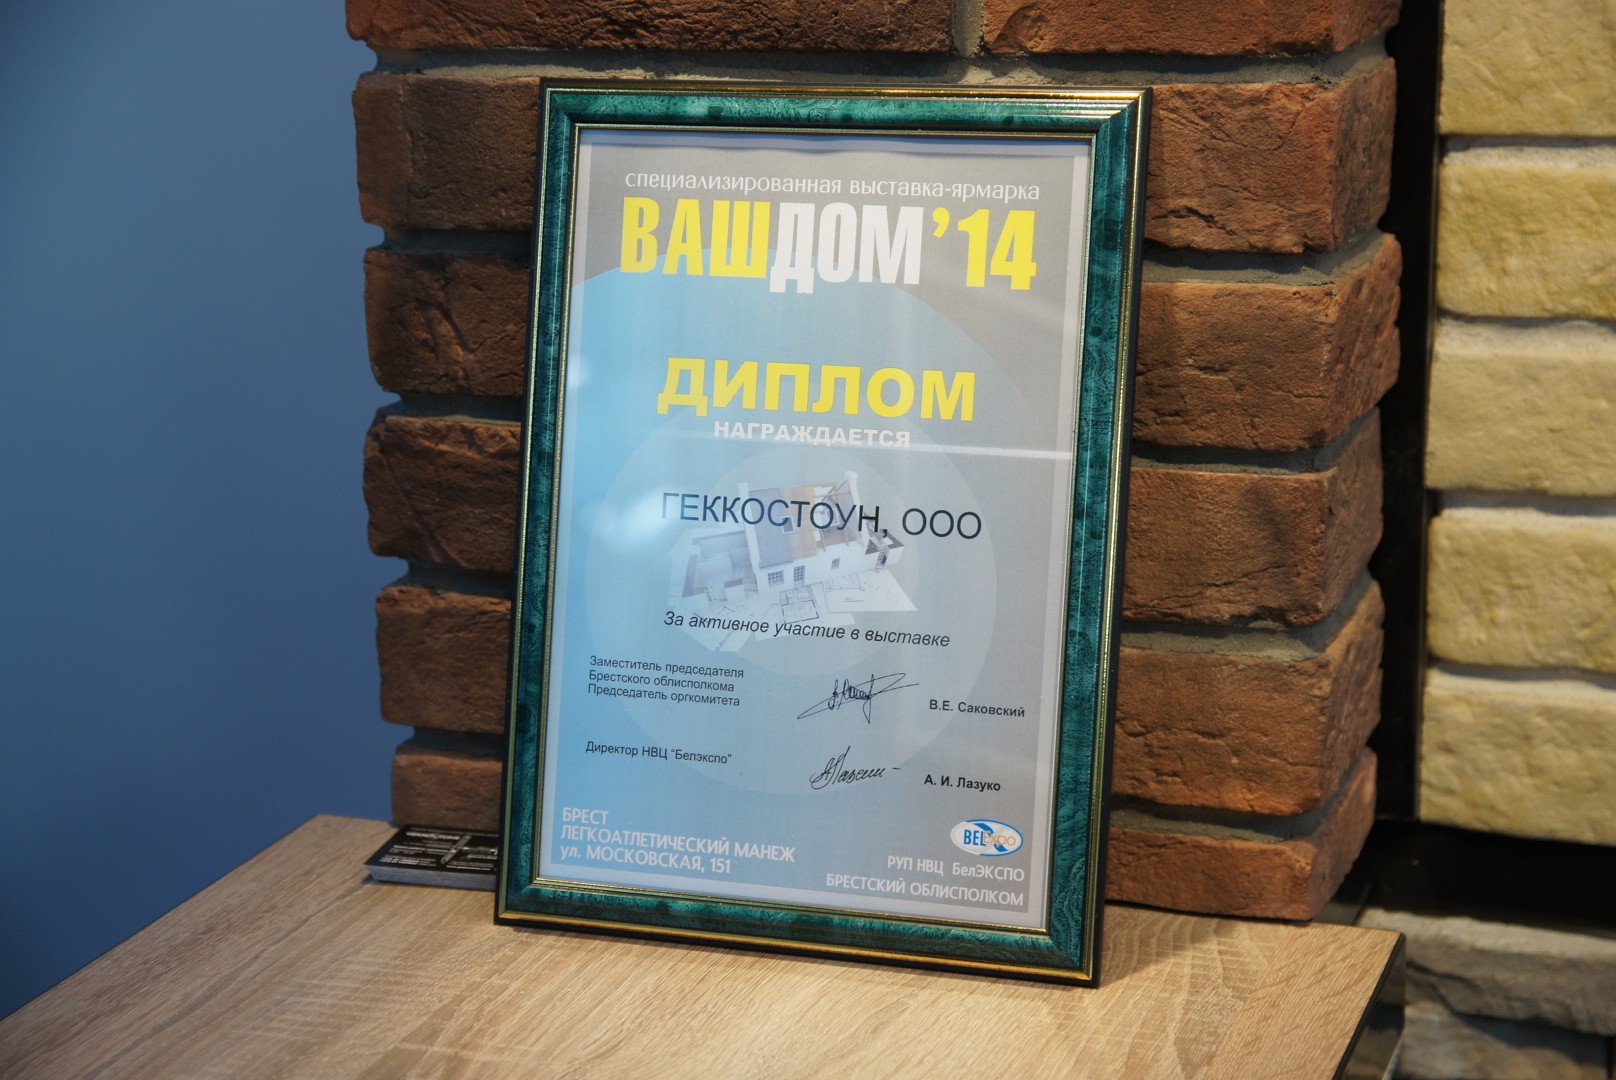 специализированная выставка-ярмарка
ВАШДОМ'14
ДИПЛОМ
НАГРАЖДАЕТСЯ
ГЕККОСТОУН, ООО
За активное участие в выставке
Заместитель председателя
Брестского облисполкома
Председатель оргкомитета
В.Е. Саковский
Директор НВЦ "Белэкспо"
А. И. Лазуко
БРЕСТ
ЛЕГКОАТЛЕТИЧЕСКИЙ МАНЕЖ
ул. МОСКОВСКАЯ, 151
BELEXPO
РУП НВЦ БелЭКСПО
БРЕСТСКИЙ ОБЛИСПОЛКОМ